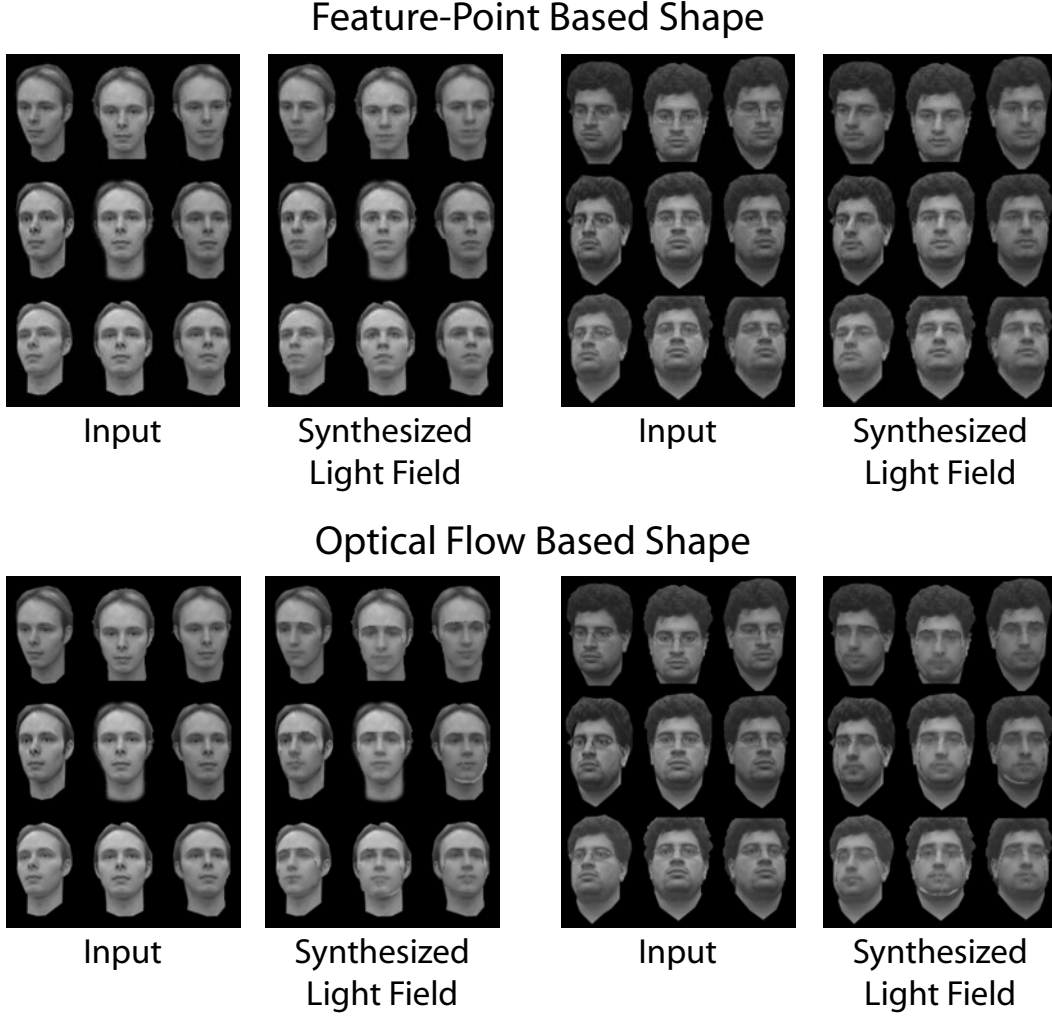 Feature-Point Based Shape
Input
Synthesized
Light Field
Input
Synthesized
Light Field
Optical Flow Based Shape
Input
Synthesized
Light Field
Input
Synthesized
Light Field